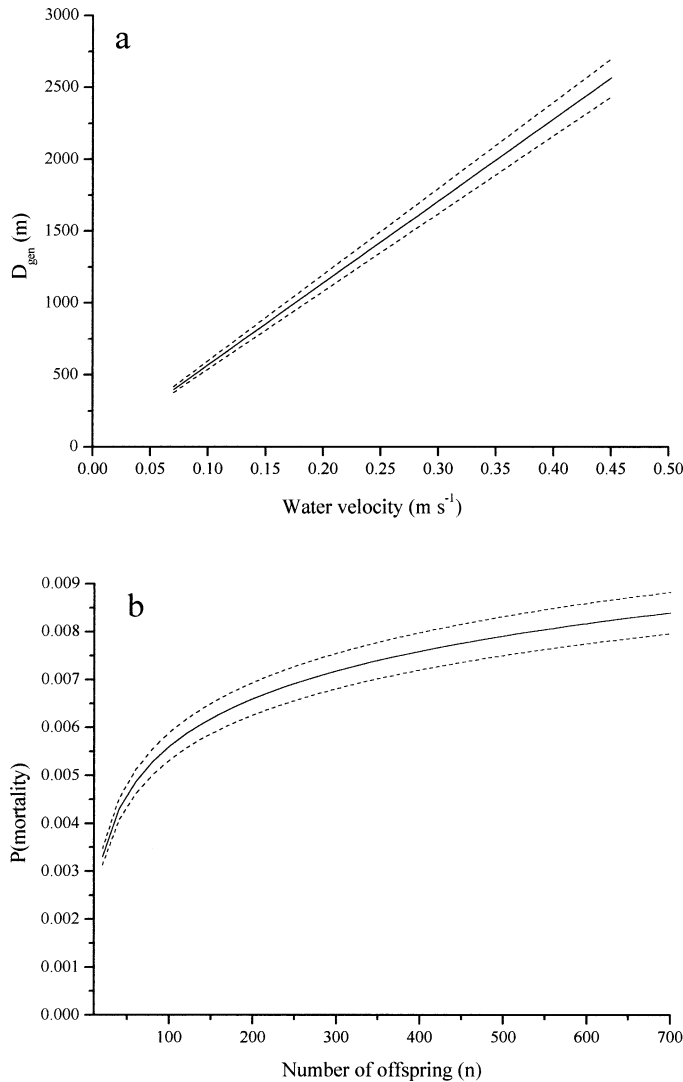 a
3000
2500
2000
1500
1000
500
0
D_gen (m)
0.00 0.05 0.10 0.15 0.20 0.25 0.30 0.35 0.40 0.45 0.50
Water velocity (m s⁻¹)
b
0.009
0.008
0.007
0.006
0.005
0.004
0.003
0.002
0.001
0.000
P(mortality)
100 200 300 400 500 600 700
Number of offspring (n)